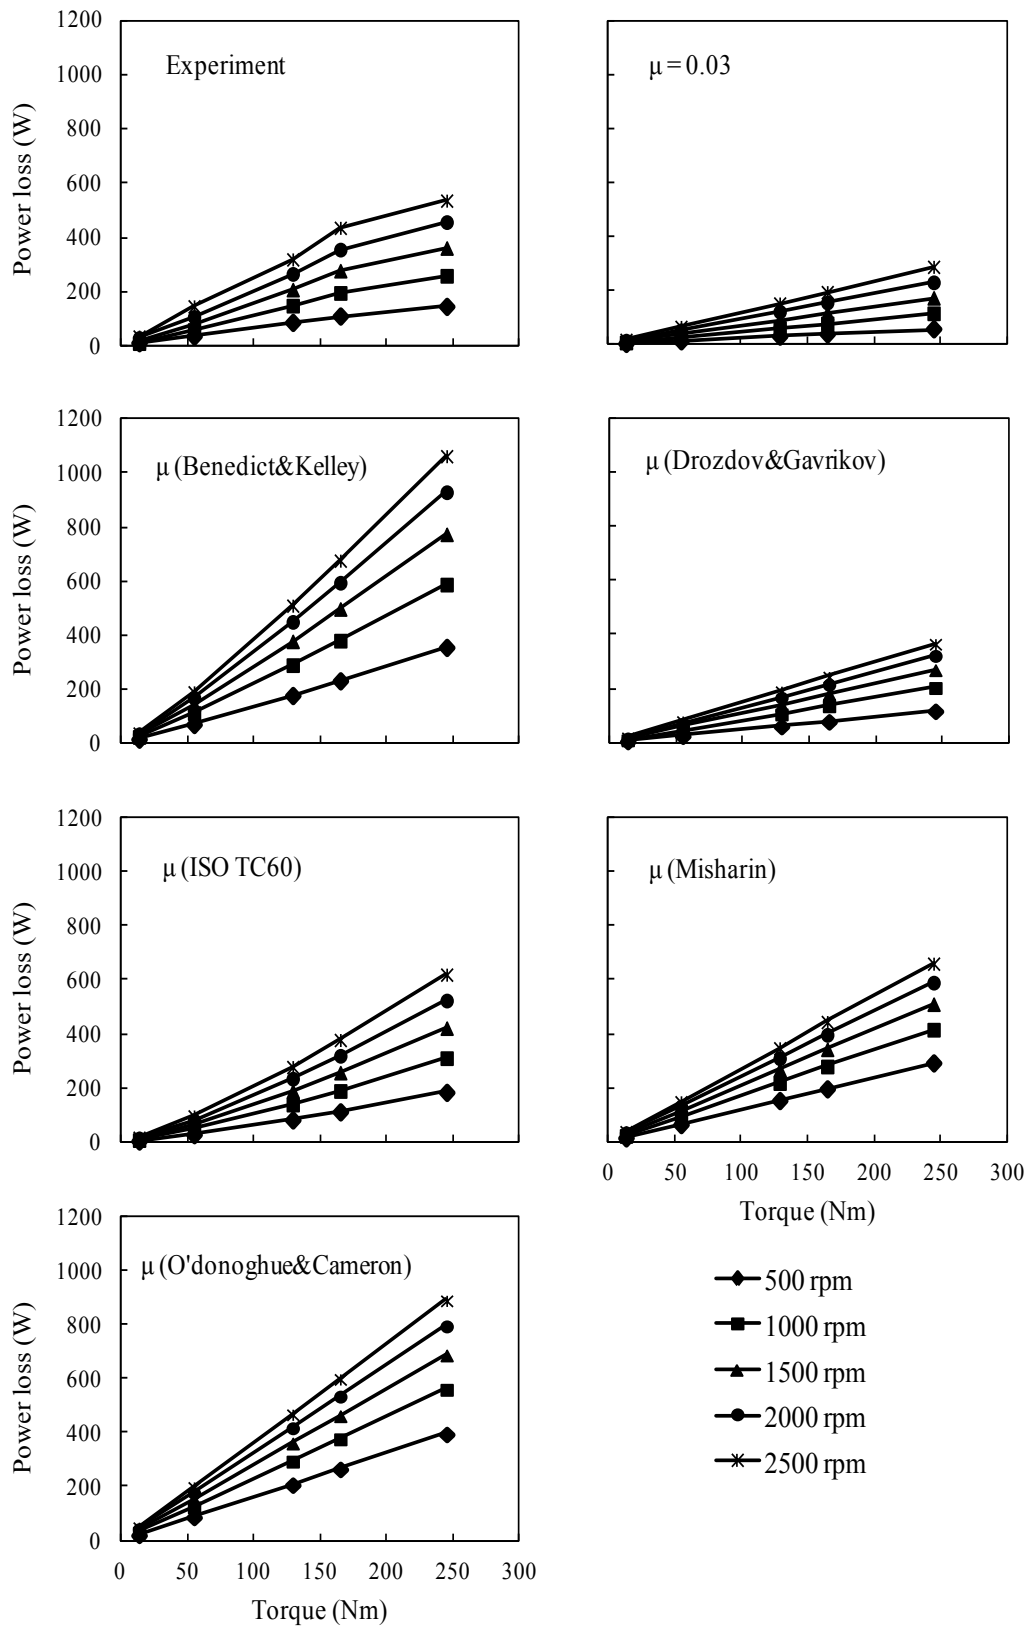 1200
1000
800
600
400
200
0
Power loss (W)
Experiment
μ = 0.03
1200
1000
800
600
400
200
0
Power loss (W)
μ (Benedict&Kelley)
μ (Drozdov&Gavrikov)
1200
1000
800
600
400
200
0
Power loss (W)
μ (ISO TC60)
μ (Misharin)
0 50 100 150 200 250 300
Torque (Nm)
1200
1000
800
600
400
200
0
Power loss (W)
μ (O'donoghue&Cameron)
0 50 100 150 200 250 300
Torque (Nm)
500 rpm
1000 rpm
1500 rpm
2000 rpm
2500 rpm